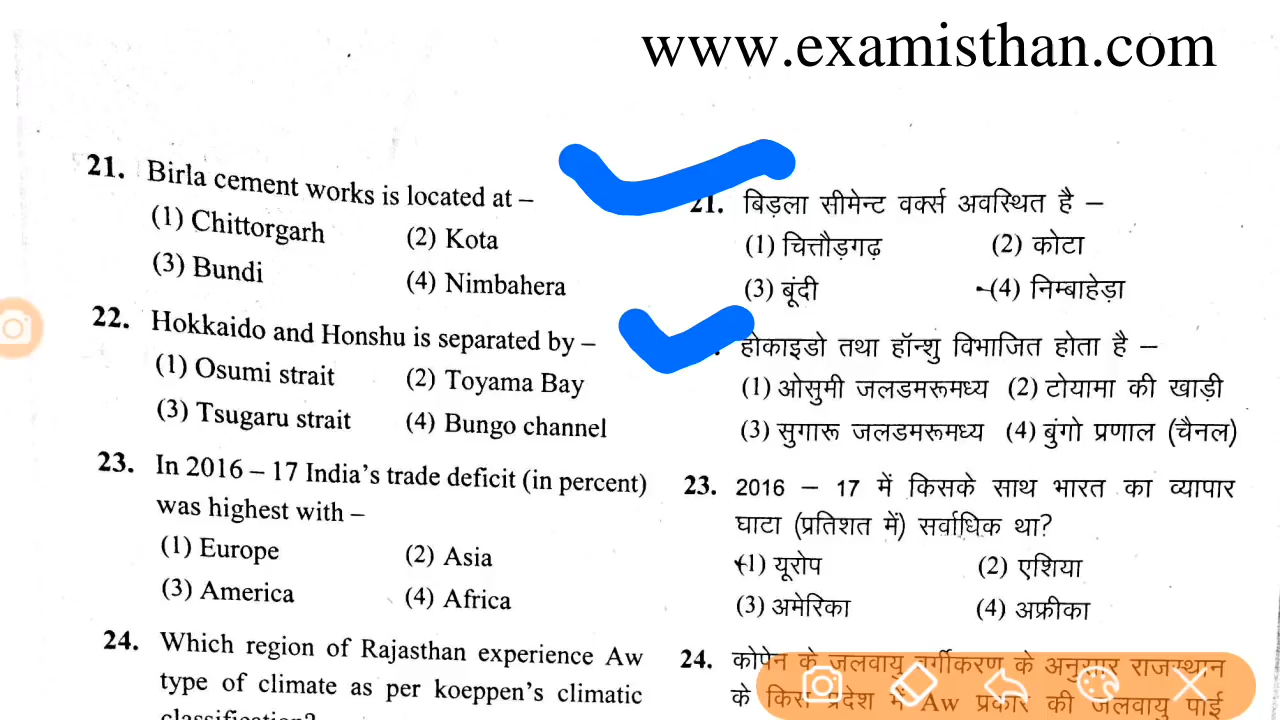 www.examisthan.com
21. Birla cement works is located at –
(1) Chittorgarh (2) Kota
(3) Bundi (4) Nimbahera
22. Hokkaido and Honshu is separated by –
(1) Osumi strait (2) Toyama Bay
(3) Tsugaru strait (4) Bungo channel
23. In 2016 – 17 India's trade deficit (in percent)
was highest with –
(1) Europe (2) Asia
(3) America (4) Africa
24. Which region of Rajasthan experience Aw
type of climate as per koeppen's climatic
classification?
21. बिड़ला सीमेन्ट वर्क्स अवस्थित है –
(1) चित्तौड़गढ़ (2) कोटा
(3) बूंदी (4) निम्बाहेड़ा
होकाइडो तथा हॉन्शु विभाजित होता है –
(1) ओसुमी जलडमरूमध्य (2) टोयामा की खाड़ी
(3) सुगारू जलडमरूमध्य (4) बुंगो प्रणाल (चैनल)
23. 2016 – 17 में किसके साथ भारत का व्यापार
घाटा (प्रतिशत में) सर्वाधिक था?
(1) यूरोप (2) एशिया
(3) अमेरिका (4) अफ्रीका
24. कोपेन के जलवायु वर्गीकरण के अनुसार राजस्थान
के किस प्रदेश में Aw प्रकार की जलवायु पाई